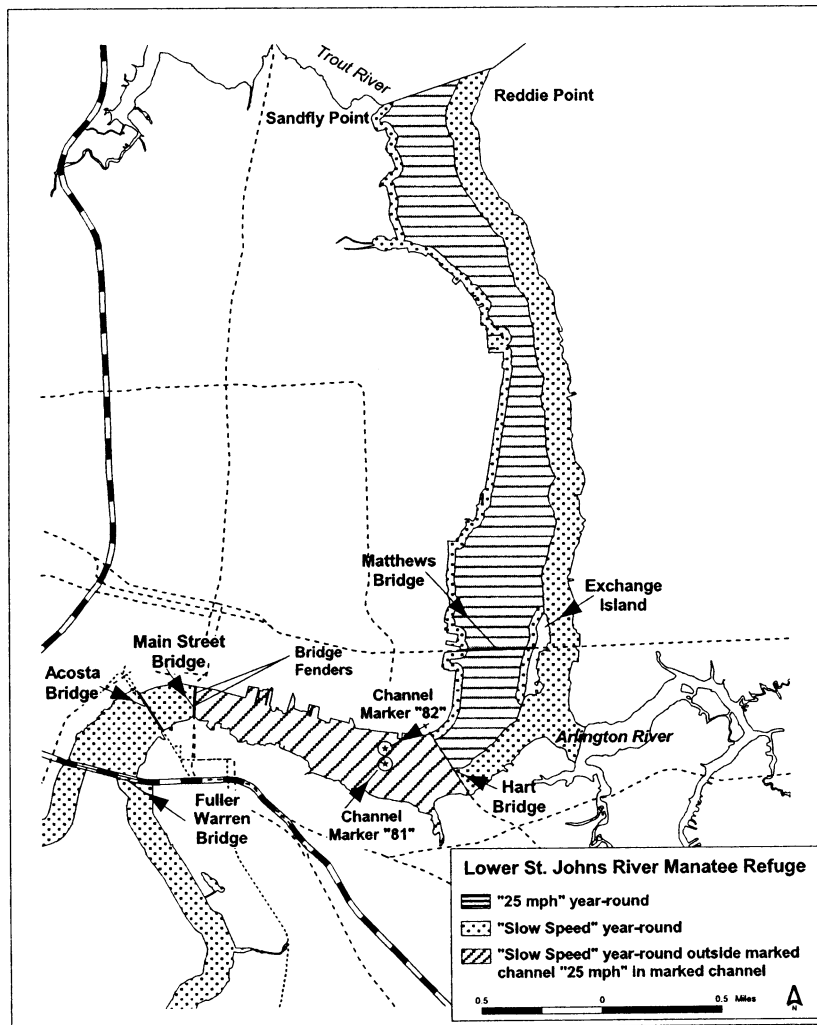 Trout River
Reddie Point
Sandfly Point
Matthews
Bridge
Exchange
Island
Main Street
Bridge
Bridge
Fenders
Acosta
Bridge
Channel
Marker "82"
Arlington River
Hart
Bridge
Fuller
Warren
Bridge
Channel
Marker "81"
Lower St. Johns River Manatee Refuge
"25 mph" year-round
"Slow Speed" year-round
"Slow Speed" year-round outside marked
channel "25 mph" in marked channel
0.5 0 0.5 Miles
N